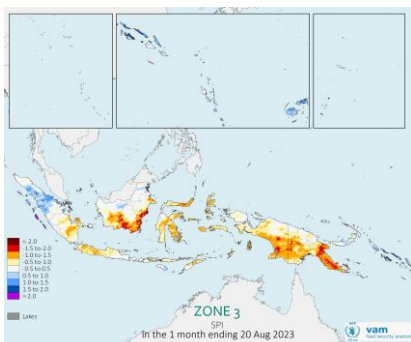 < -2.0
-1.5 to -2.0
-1.0 to -1.5
-0.5 to -1.0
-0.5 to 0.5
0.5 to 1.0
1.0 to 1.5
1.5 to 2.0
> 2.0
Lakes
ZONE 3
SPI
In the 1 month ending 20 Aug 2023
vam
food security analysis